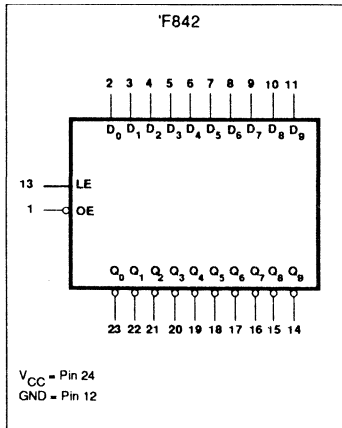 'F842
2 3 4 5 6 7 8 9 10 11
D0 D1 D2 D3 D4 D5 D6 D7 D8 D9
13 LE
1 OE
Q0 Q1 Q2 Q3 Q4 Q5 Q6 Q7 Q8 Q9
23 22 21 20 19 18 17 16 15 14
VCC = Pin 24
GND = Pin 12